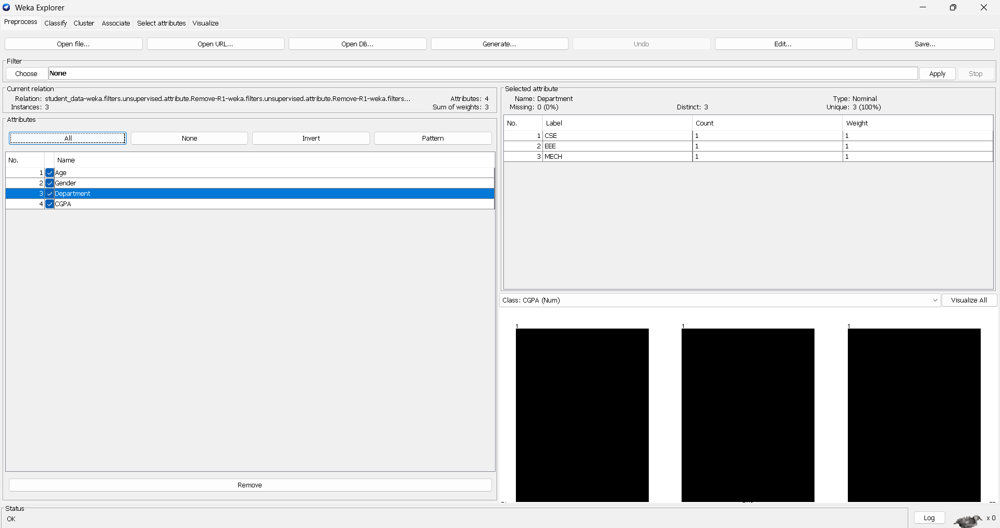 Weka Explorer
Preprocess Classify Cluster Associate Select attributes Visualize
Open file... Open URL... Open DB... Generate... Undo Edit... Save...
Filter
Choose None Apply Stop
Current relation
Relation: student_data-weka.filters.unsupervised.attribute.Remove-R1-weka.filters.unsupervised.attribute.Remove-R1-weka.filters... Attributes: 4
Instances: 3 Sum of weights: 3
Attributes
All None Invert Pattern
No. Name
1 Age
2 Gender
3 Department
4 CGPA
Remove
Selected attribute
Name: Department Type: Nominal
Missing: 0 (0%) Distinct: 3 Unique: 3 (100%)
No. Label Count Weight
1 CSE 1 1
2 EEE 1 1
3 MECH 1 1
Class: CGPA (Num) Visualize All
1 1 1
Status
OK
Log x 0